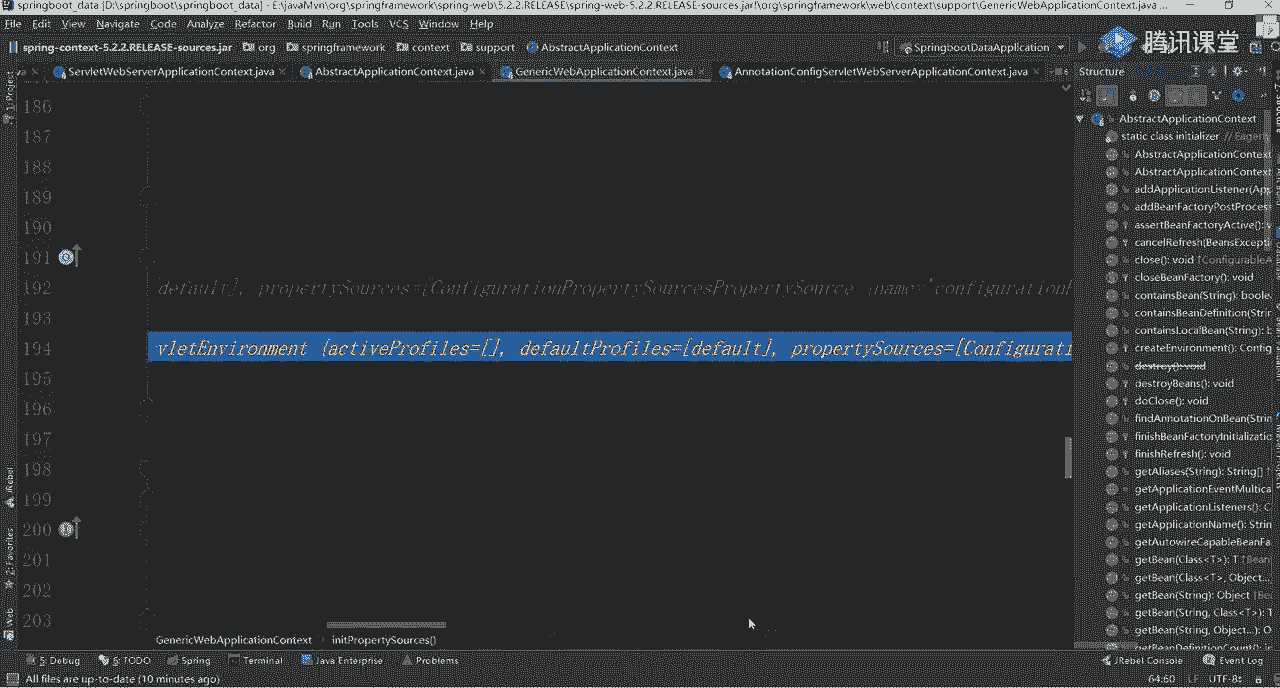 springboot_data [D:\springboot\springboot_data] - E:\javaMvn\org\springframework\spring-web\5.2.2.RELEASE\spring-web-5.2.2.RELEASE-sources.jar!\org\springframework\web\context\support\GenericWebApplicationContext.java ...
File Edit View Navigate Code Analyze Refactor Build Run Tools VCS Window Help
spring-context-5.2.2.RELEASE-sources.jar org springframework context support AbstractApplicationContext SpringbootDataApplication
腾讯课堂
ServletWebServerApplicationContext.java AbstractApplicationContext.java GenericWebApplicationContext.java AnnotationConfigServletWebServerApplicationContext.java
Structure
1: Project
186
187
188
189
190
191
192 default], propertySources=[ConfigurationPropertySourcesPropertySource {name='configurationP
193
194 vletEnvironment {activeProfiles=[], defaultProfiles=[default], propertySources=[Configurati
195
196
197
198
199
200
201
202
203
AbstractApplicationContext
static class initializer // Eagerly
AbstractApplicationContext
AbstractApplicationContext
addApplicationListener(App
addBeanFactoryPostProces
assertBeanFactoryActive(): v
cancelRefresh(BeansExcepti
close(): void ↑ConfigurableA
closeBeanFactory(): void
containsBean(String): boole
containsBeanDefinition(Strin
containsLocalBean(String): b
createEnvironment(): Config
destroy(): void
destroyBeans(): void
doClose(): void
findAnnotationOnBean(Strin
finishBeanFactoryInitializatio
finishRefresh(): void
getAliases(String): String[] ↑
getApplicationEventMultica
getApplicationListeners(): C
getApplicationName(): Strin
getAutowireCapableBeanFa
getBean(Class<T>): T ↑Bean
getBean(Class<T>, Object...
getBean(String): Object ↑Be
getBean(String, Class<T>): T
getBean(String, Object...): O
getBeanDefinitionCount(): i
JRebel
2: Favorites
Web
GenericWebApplicationContext initPropertySources()
5: Debug 6: TODO Spring Terminal Java Enterprise Problems JRebel Console Event Log
All files are up-to-date (10 minutes ago) 64:60 LF UTF-8